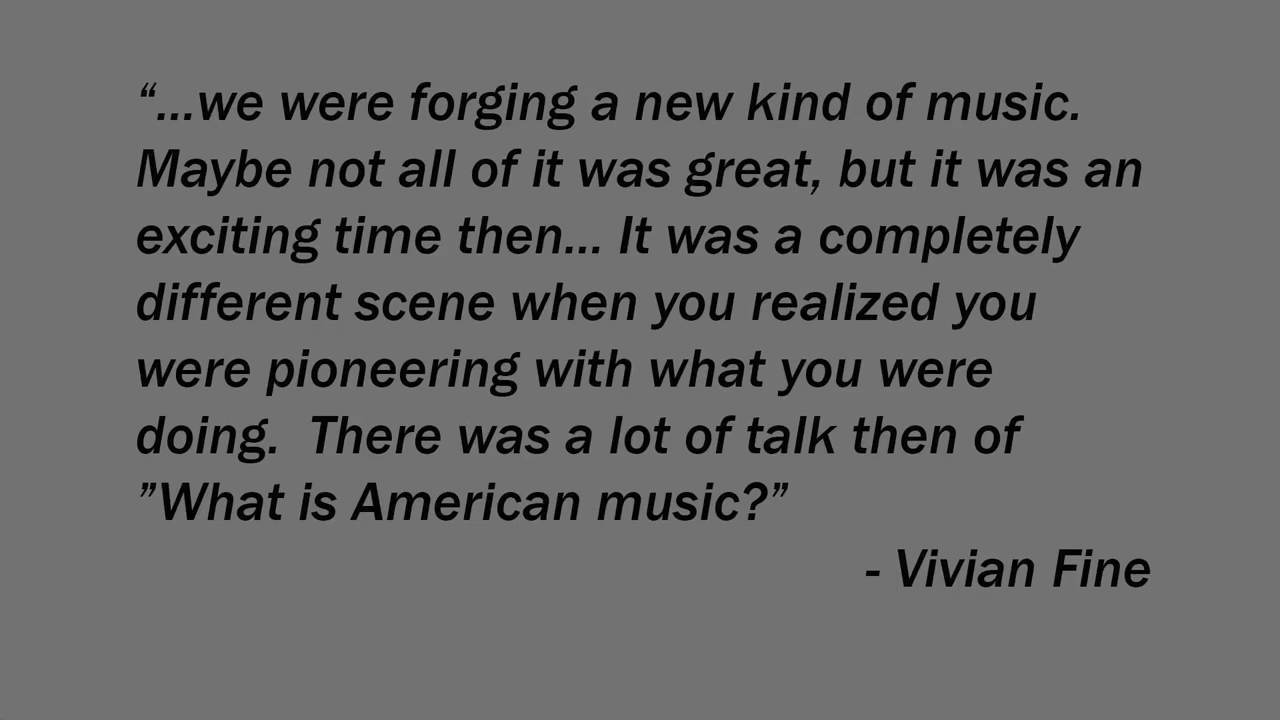 “...we were forging a new kind of music.
Maybe not all of it was great, but it was an
exciting time then... It was a completely
different scene when you realized you
were pioneering with what you were
doing.  There was a lot of talk then of
”What is American music?”
- Vivian Fine